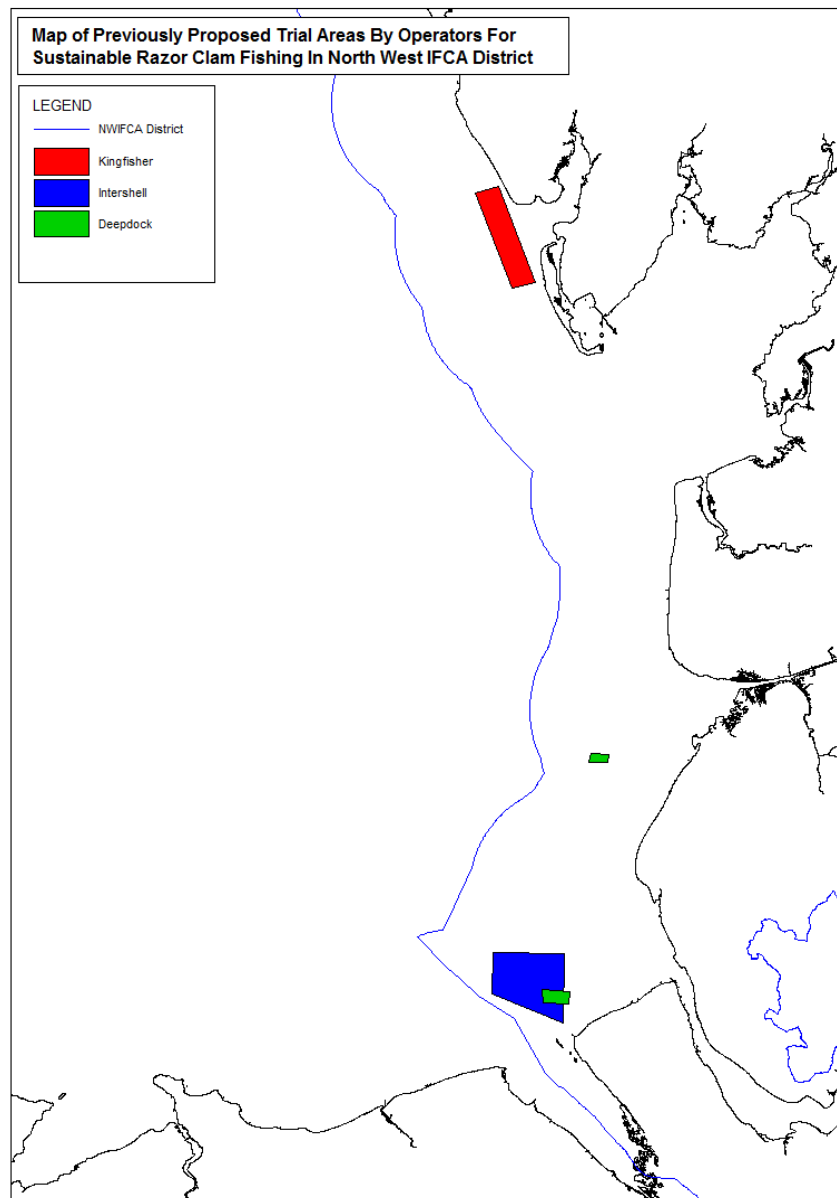 Map of Previously Proposed Trial Areas By Operators For
Sustainable Razor Clam Fishing In North West IFCA District
LEGEND
NWIFCA District
Kingfisher
Intershell
Deepdock